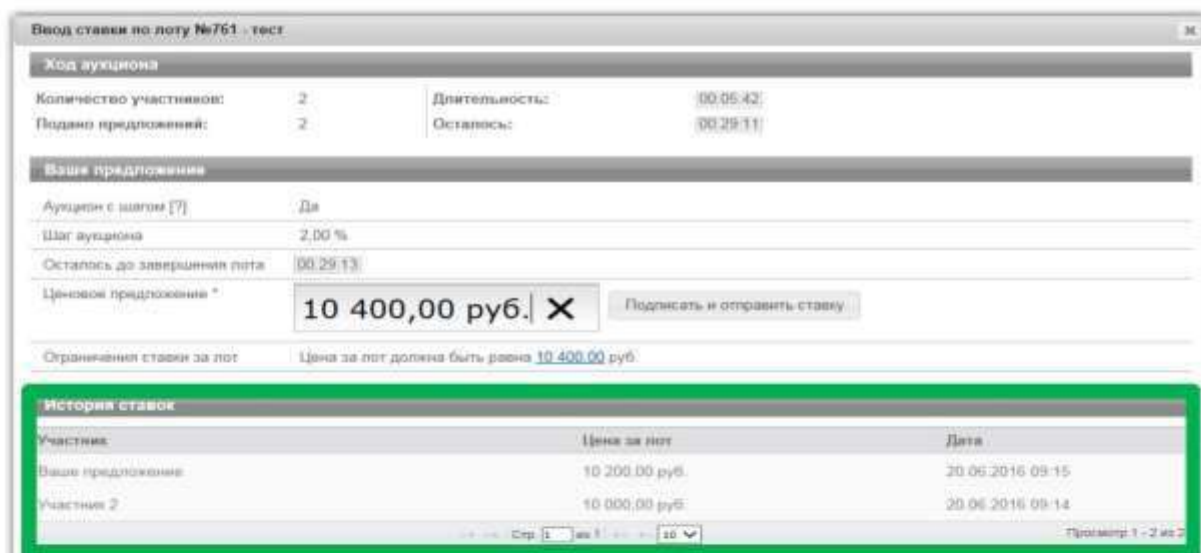 Ввод ставки по лоту №761 - тест
Ход аукциона
Количество участников: 2 Длительность: 00:05:42
Подано предложений: 2 Осталось: 00:29:11
Ваше предложение
Аукцион с шагом [?] Да
Шаг аукциона 2,00 %
Осталось до завершения лота 00:29:13
Ценовое предложение * 10 400,00 руб. Подписать и отправить ставку
Ограничения ставки за лот Цена за лот должна быть равна 10 400.00 руб.
История ставок
Участник Цена за лот Дата
Ваше предложение 10 200.00 руб. 20.06.2016 09:15
Участник 2 10 000,00 руб. 20.06.2016 09:14
Стр. 1 из 1 10 Просмотр 1 - 2 из 2